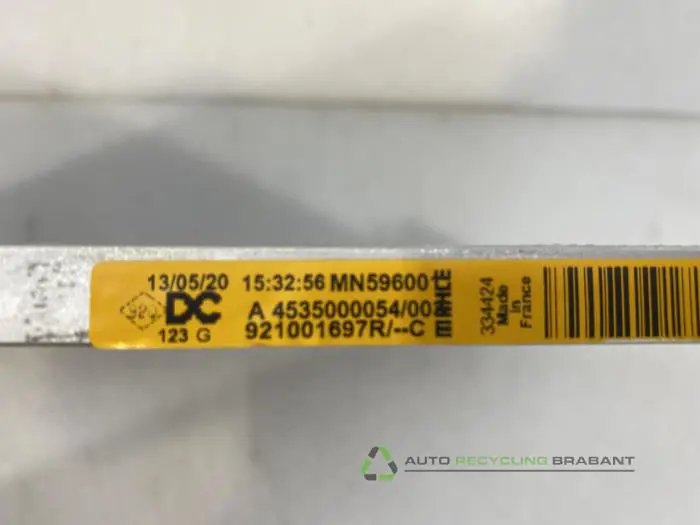 13/05/20 15:32:56 MN59600
DC A 4535000054/00
123 G 921001697R/--C
MAHLE
334424
Made
in
France
AUTO RECYCLING BRABANT